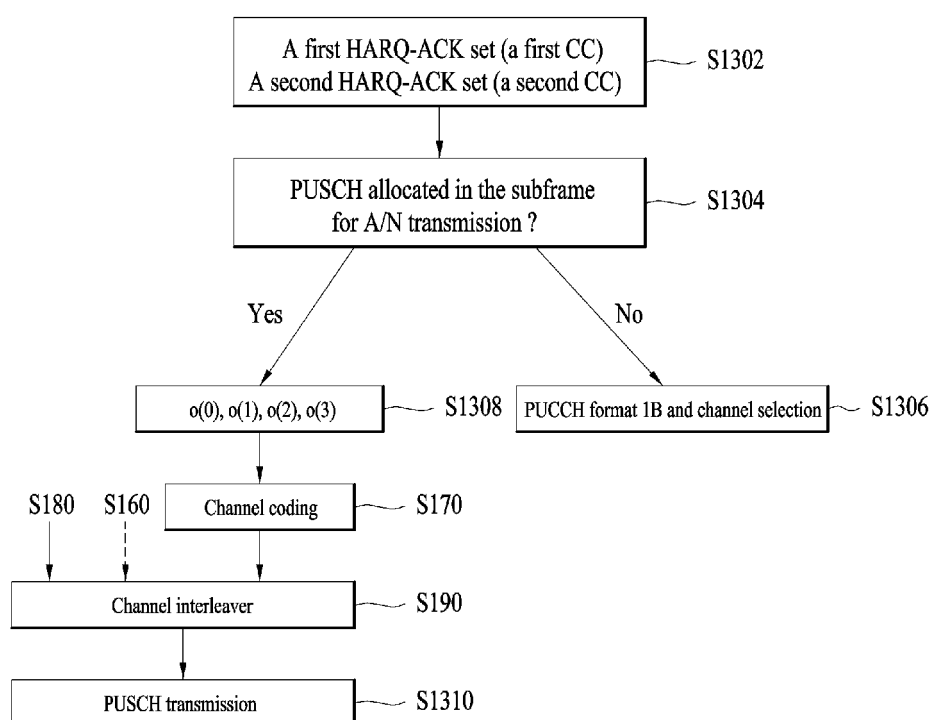 A first HARQ-ACK set (a first CC)
A second HARQ-ACK set (a second CC)
S1302
PUSCH allocated in the subframe
for A/N transmission ?
S1304
Yes
No
o(0), o(1), o(2), o(3)
S1308
PUCCH format 1B and channel selection
S1306
S180
S160
Channel coding
S170
Channel interleaver
S190
PUSCH transmission
S1310